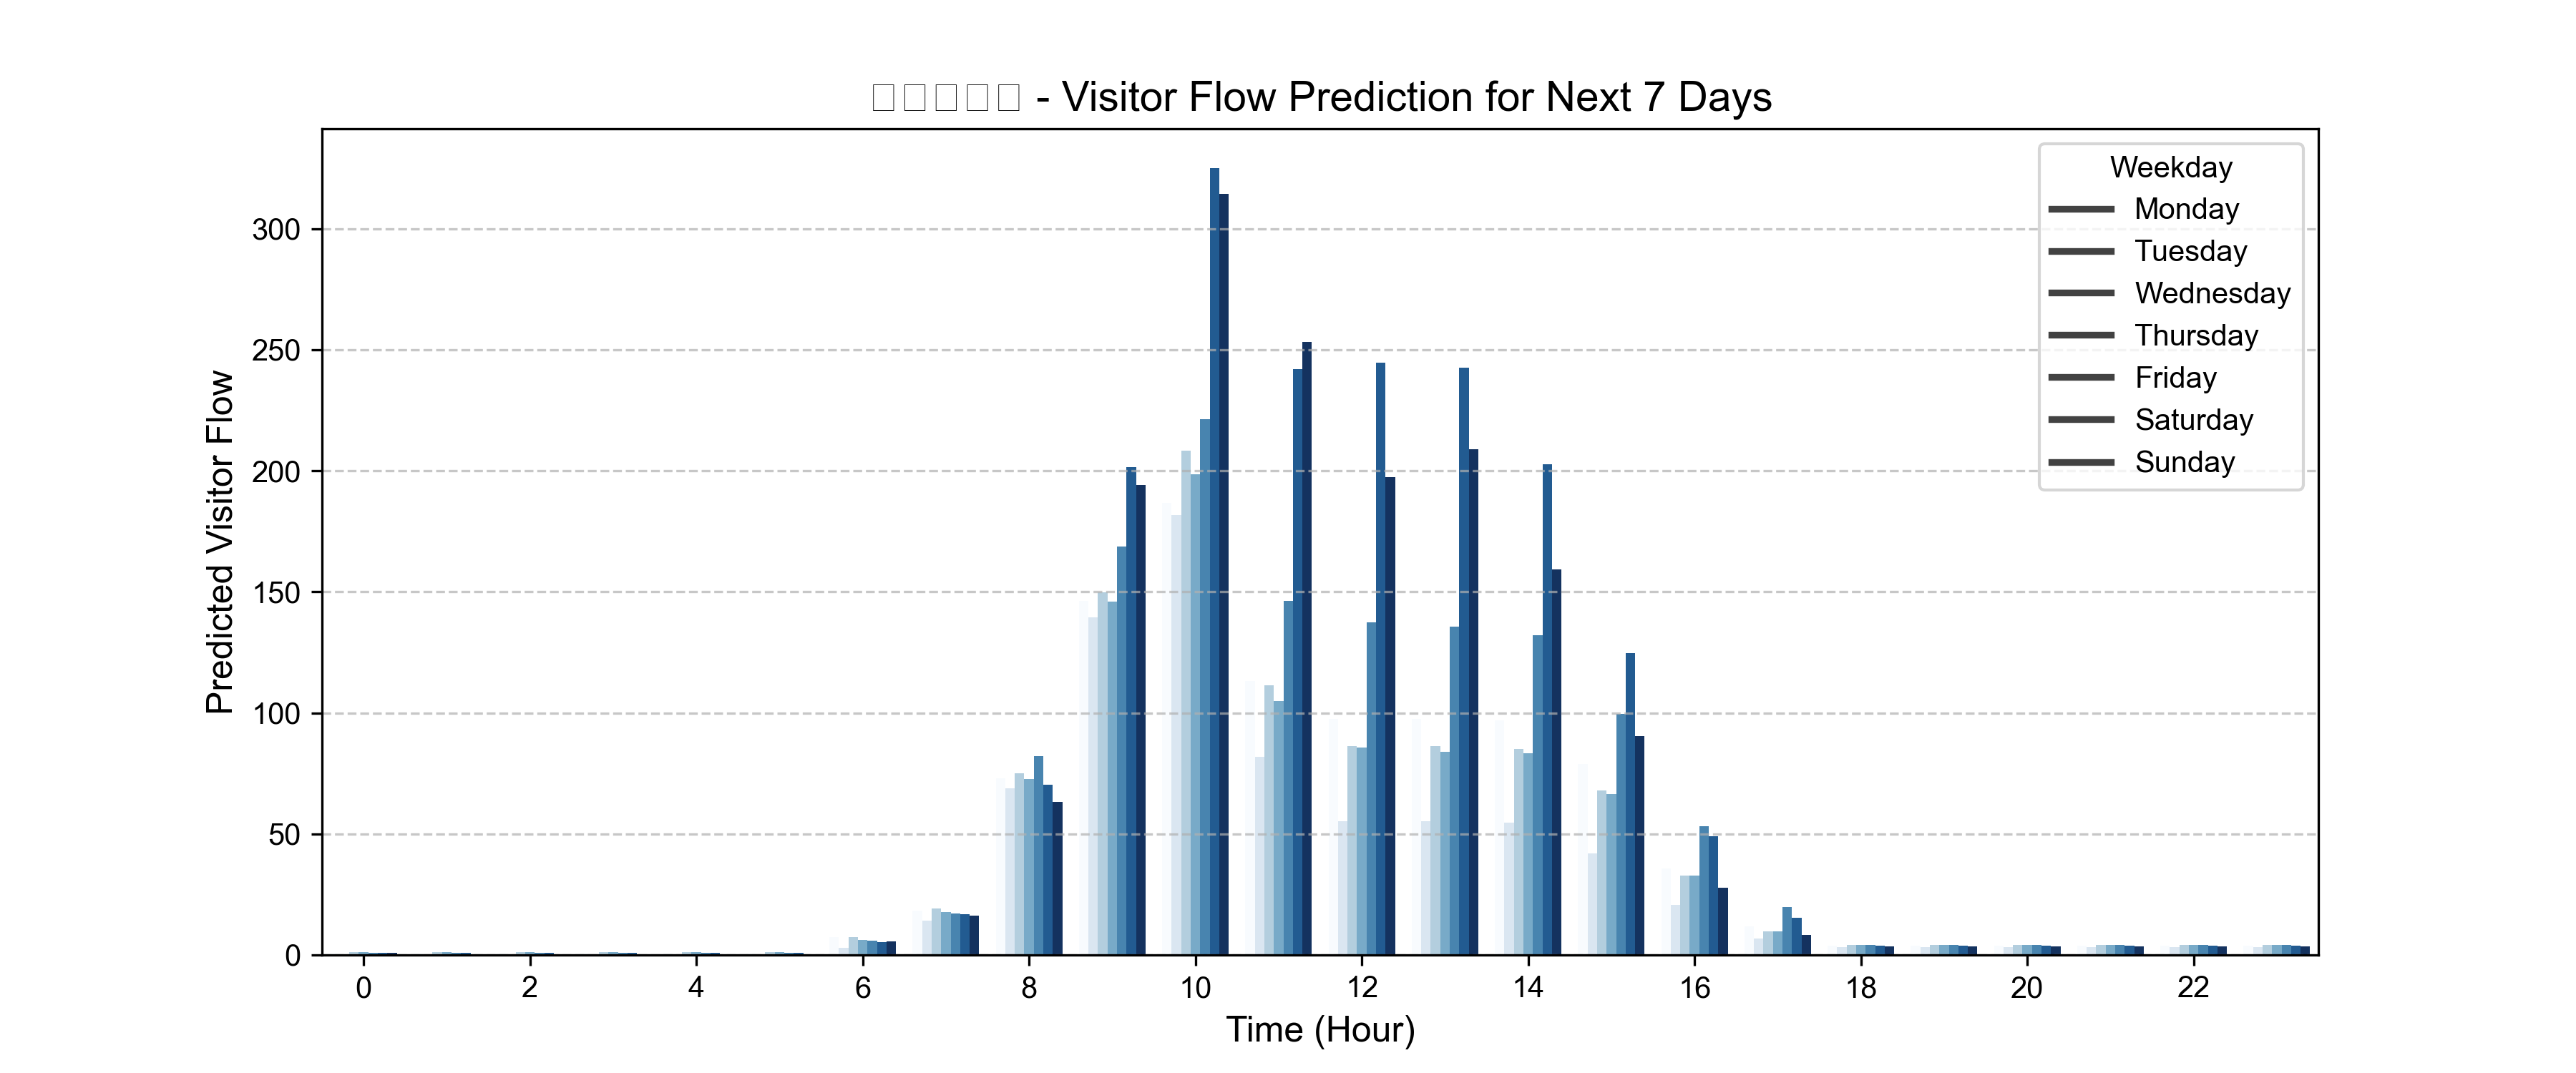 - Visitor Flow Prediction for Next 7 Days
Weekday
Monday
Tuesday
Wednesday
Thursday
Friday
Saturday
Sunday
Predicted Visitor Flow
300
250
200
150
100
50
0
0 2 4 6 8 10 12 14 16 18 20 22
Time (Hour)